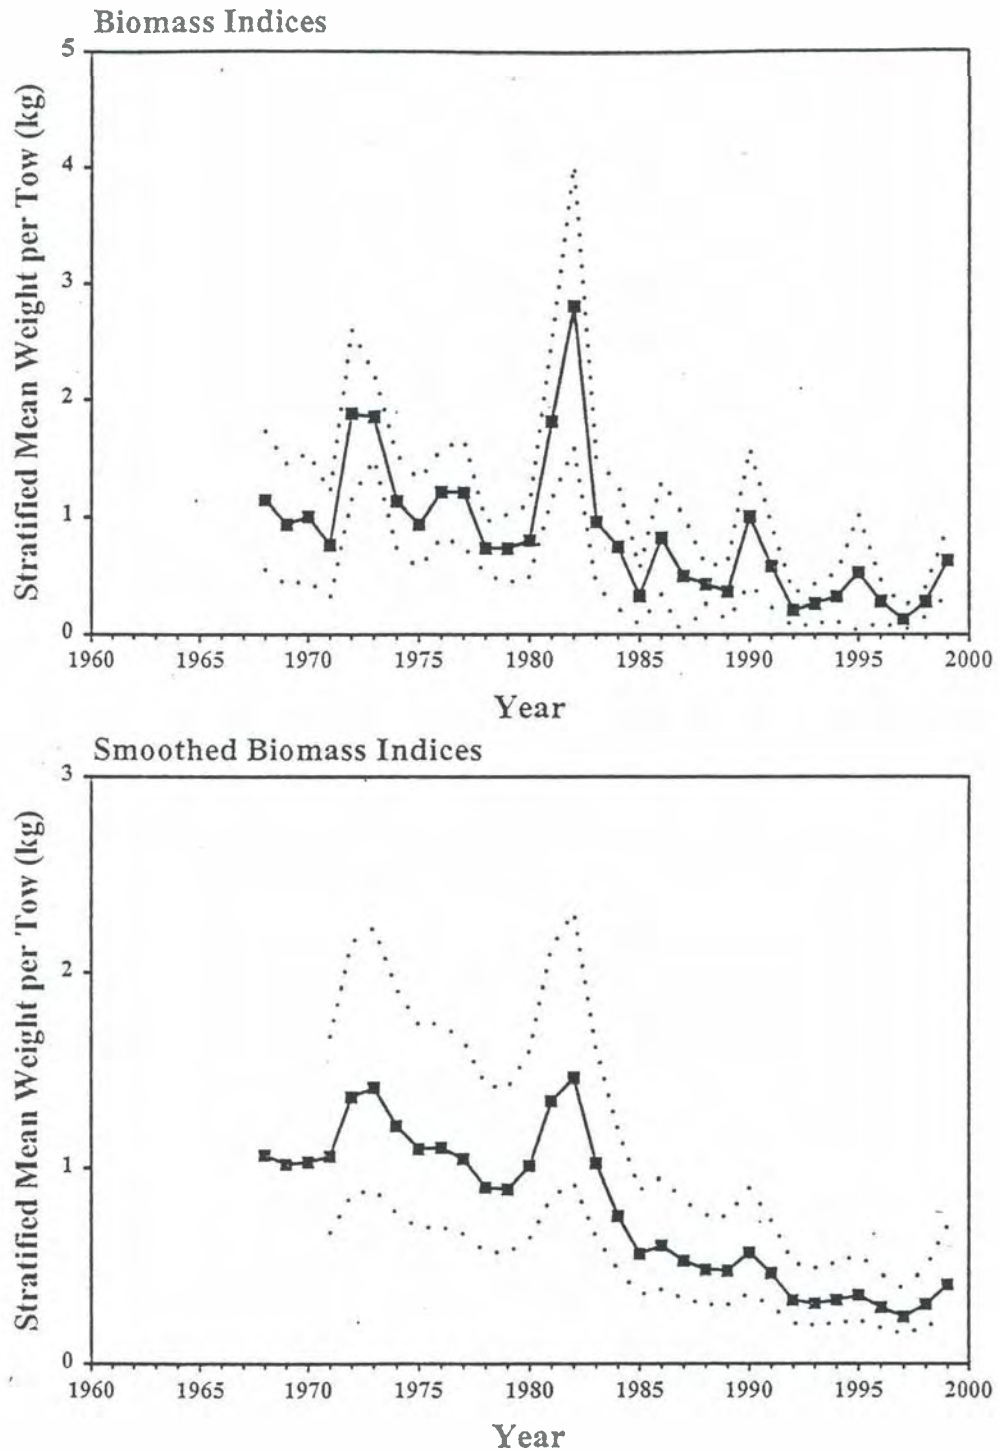 Biomass Indices
Stratified Mean Weight per Tow (kg)
5
4
3
2
1
0
1960 1965 1970 1975 1980 1985 1990 1995 2000
Year
Smoothed Biomass Indices
Stratified Mean Weight per Tow (kg)
3
2
1
0
1960 1965 1970 1975 1980 1985 1990 1995 2000
Year